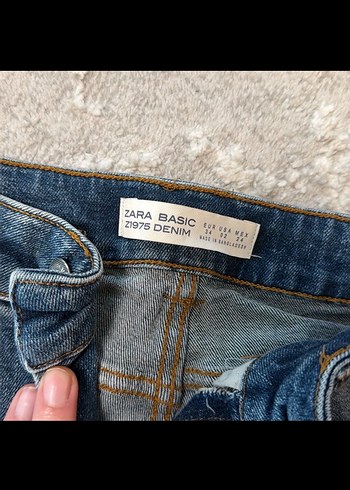 ZARA BASIC
Z1975 DENIM
EUR USA MEX
34 02 24
MADE IN BANGLADESH